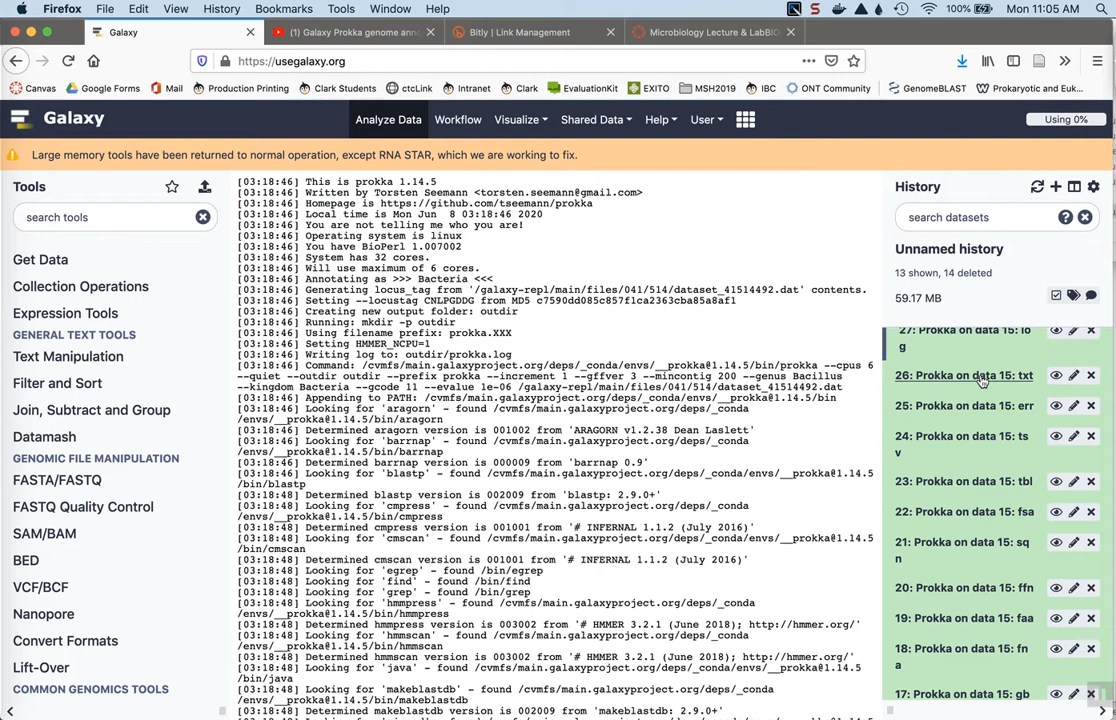 Firefox File Edit View History Bookmarks Tools Window Help 100% Mon 11:05 AM
Galaxy (1) Galaxy Prokka genome anno Bitly | Link Management Microbiology Lecture & LabBIO
https://usegalaxy.org
Canvas Google Forms Mail Production Printing Clark Students ctcLink Intranet Clark EvaluationKit EXITO MSH2019 IBC ONT Community GenomeBLAST Prokaryotic and Euk...
Galaxy Analyze Data Workflow Visualize Shared Data Help User Using 0%
Large memory tools have been returned to normal operation, except RNA STAR, which we are working to fix.
Tools
search tools
Get Data
Collection Operations
Expression Tools
GENERAL TEXT TOOLS
Text Manipulation
Filter and Sort
Join, Subtract and Group
Datamash
GENOMIC FILE MANIPULATION
FASTA/FASTQ
FASTQ Quality Control
SAM/BAM
BED
VCF/BCF
Nanopore
Convert Formats
Lift-Over
COMMON GENOMICS TOOLS
[03:18:46] This is prokka 1.14.5
[03:18:46] Written by Torsten Seemann <torsten.seemann@gmail.com>
[03:18:46] Homepage is https://github.com/tseemann/prokka
[03:18:46] Local time is Mon Jun 8 03:18:46 2020
[03:18:46] You are not telling me who you are!
[03:18:46] Operating system is linux
[03:18:46] You have BioPerl 1.007002
[03:18:46] System has 32 cores.
[03:18:46] Will use maximum of 6 cores.
[03:18:46] Annotating as >>> Bacteria <<<
[03:18:46] Generating locus_tag from '/galaxy-repl/main/files/041/514/dataset_41514492.dat' contents.
[03:18:46] Setting --locustag CNLPGDDG from MD5 c7590dd085c857f1ca2363cba85a8af1
[03:18:46] Creating new output folder: outdir
[03:18:46] Running: mkdir -p outdir
[03:18:46] Using filename prefix: prokka.XXX
[03:18:46] Setting HMMER_NCPU=1
[03:18:46] Writing log to: outdir/prokka.log
[03:18:46] Command: /cvmfs/main.galaxyproject.org/deps/_conda/envs/__prokka@1.14.5/bin/prokka --cpus 6
--quiet --outdir outdir --prefix prokka --increment 1 --gffver 3 --mincontig 200 --genus Bacillus
--kingdom Bacteria --gcode 11 --evalue 1e-06 /galaxy-repl/main/files/041/514/dataset_41514492.dat
[03:18:46] Appending to PATH: /cvmfs/main.galaxyproject.org/deps/_conda/envs/__prokka@1.14.5/bin
[03:18:46] Looking for 'aragorn' - found /cvmfs/main.galaxyproject.org/deps/_conda
/envs/__prokka@1.14.5/bin/aragorn
[03:18:46] Determined aragorn version is 001002 from 'ARAGORN v1.2.38 Dean Laslett'
[03:18:46] Looking for 'barrnap' - found /cvmfs/main.galaxyproject.org/deps/_conda
/envs/__prokka@1.14.5/bin/barrnap
[03:18:46] Determined barrnap version is 000009 from 'barrnap 0.9'
[03:18:46] Looking for 'blastp' - found /cvmfs/main.galaxyproject.org/deps/_conda/envs/__prokka@1.14.5
/bin/blastp
[03:18:48] Determined blastp version is 002009 from 'blastp: 2.9.0+'
[03:18:48] Looking for 'cmpress' - found /cvmfs/main.galaxyproject.org/deps/_conda
/envs/__prokka@1.14.5/bin/cmpress
[03:18:48] Determined cmpress version is 001001 from '# INFERNAL 1.1.2 (July 2016)'
[03:18:48] Looking for 'cmscan' - found /cvmfs/main.galaxyproject.org/deps/_conda/envs/__prokka@1.14.5
/bin/cmscan
[03:18:48] Determined cmscan version is 001001 from '# INFERNAL 1.1.2 (July 2016)'
[03:18:48] Looking for 'egrep' - found /bin/egrep
[03:18:48] Looking for 'find' - found /bin/find
[03:18:48] Looking for 'grep' - found /bin/grep
[03:18:48] Looking for 'hmmpress' - found /cvmfs/main.galaxyproject.org/deps/_conda
/envs/__prokka@1.14.5/bin/hmmpress
[03:18:48] Determined hmmpress version is 003002 from '# HMMER 3.2.1 (June 2018); http://hmmer.org/'
[03:18:48] Looking for 'hmmscan' - found /cvmfs/main.galaxyproject.org/deps/_conda
/envs/__prokka@1.14.5/bin/hmmscan
[03:18:48] Determined hmmscan version is 003002 from '# HMMER 3.2.1 (June 2018); http://hmmer.org/'
[03:18:48] Looking for 'java' - found /cvmfs/main.galaxyproject.org/deps/_conda/envs/__prokka@1.14.5
/bin/java
[03:18:48] Looking for 'makeblastdb' - found /cvmfs/main.galaxyproject.org/deps/_conda
/envs/__prokka@1.14.5/bin/makeblastdb
[03:18:48] Determined makeblastdb version is 002009 from 'makeblastdb: 2.9.0+'
History
search datasets
Unnamed history
13 shown, 14 deleted
59.17 MB
27: Prokka on data 15: lo
g
26: Prokka on data 15: txt
25: Prokka on data 15: err
24: Prokka on data 15: ts
v
23: Prokka on data 15: tbl
22: Prokka on data 15: fsa
21: Prokka on data 15: sq
n
20: Prokka on data 15: ffn
19: Prokka on data 15: faa
18: Prokka on data 15: fn
a
17: Prokka on data 15: gb